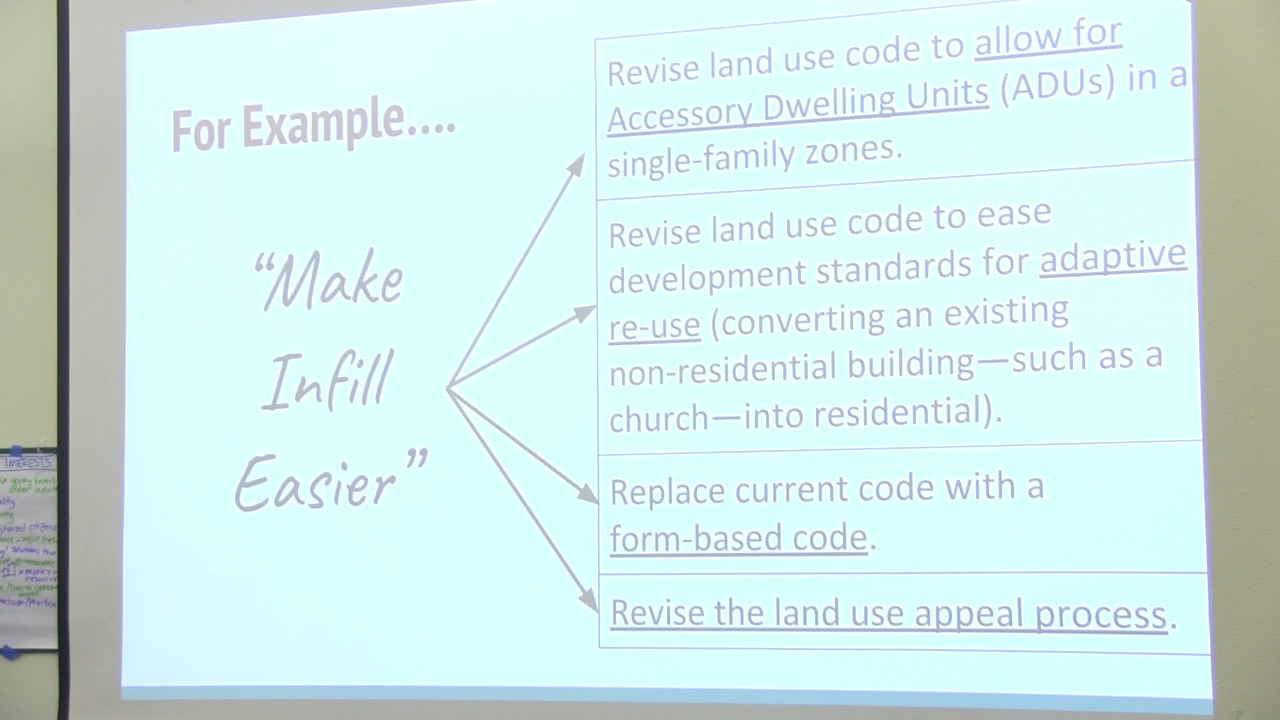 For Example....
“Make
Infill
Easier”
Revise land use code to allow for
Accessory Dwelling Units (ADUs) in a
single-family zones.
Revise land use code to ease
development standards for adaptive
re-use (converting an existing
non-residential building—such as a
church—into residential).
Replace current code with a
form-based code.
Revise the land use appeal process.
INTERESTS